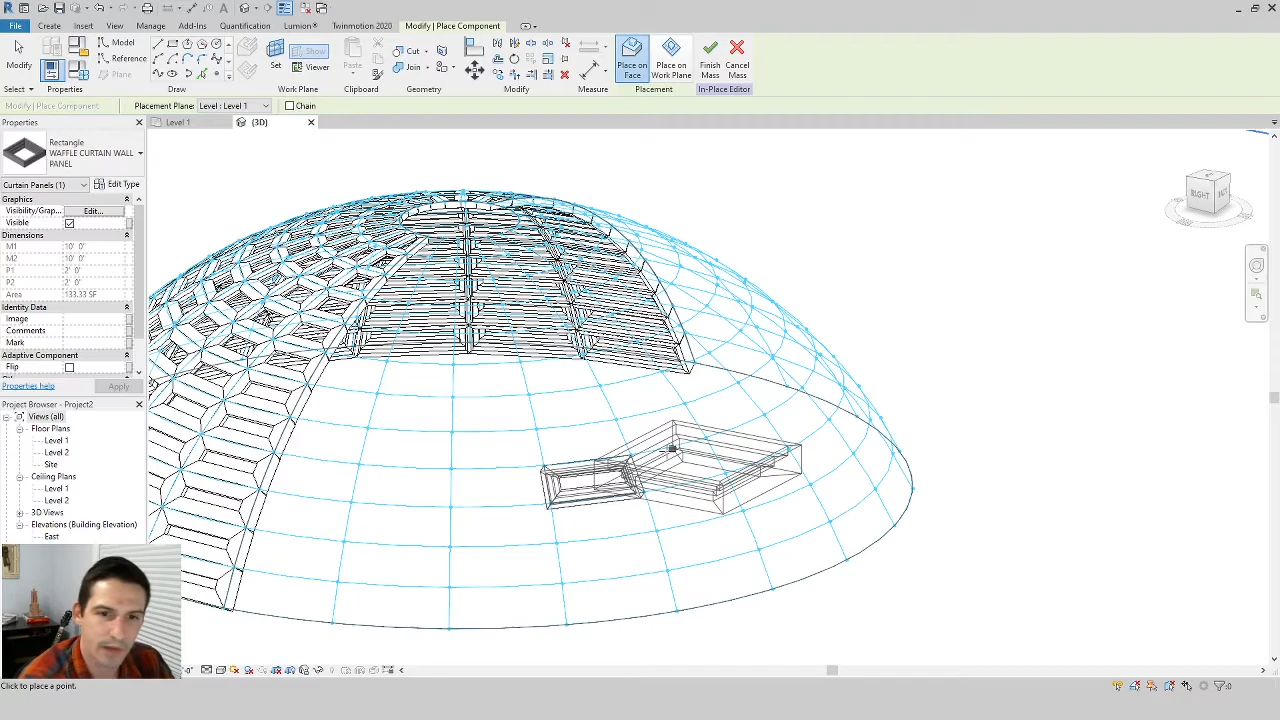 File Create Insert View Manage Add-Ins Quantification Lumion® Twinmotion 2020 Modify | Place Component
Modify
Model
Reference
Plane
Set
Show
Viewer
Paste
Cut
Join
Place on Face
Place on Work Plane
Finish Mass
Cancel Mass
Select Properties Draw Work Plane Clipboard Geometry Modify Measure Placement In-Place Editor
Modify | Place Component Placement Plane: Level : Level 1 Chain
Properties
Level 1
(3D)
Rectangle
WAFFLE CURTAIN WALL
PANEL
Curtain Panels (1) Edit Type
Graphics
Visibility/Grap... Edit...
Visible
Dimensions
M1 10' 0"
M2 10' 0"
P1 2' 0"
P2 2' 0"
Area 133.33 SF
Identity Data
Image
Comments
Mark
Adaptive Component
Flip
Properties help Apply
Project Browser - Project2
Views (all)
Floor Plans
Level 1
Level 2
Site
Ceiling Plans
Level 1
Level 2
3D Views
Elevations (Building Elevation)
East
RIGHT
Click to place a point.
:0